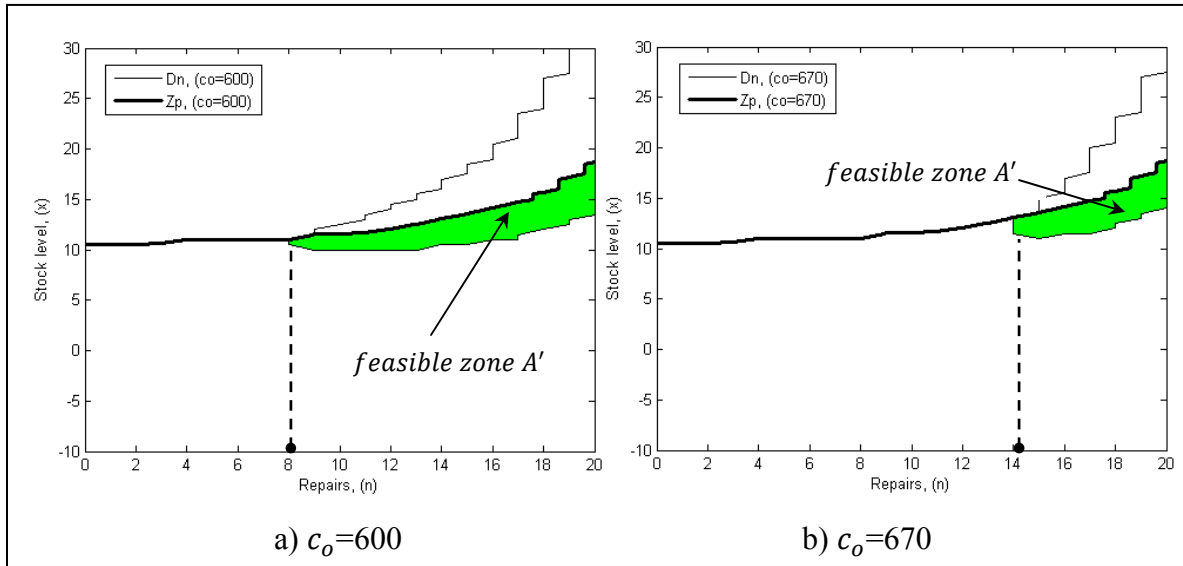 30
25
20
15
10
5
0
-5
-10
Stock level, (x)
Dn, (co=600)
Zp, (co=600)
feasible zone A′
0 2 4 6 8 10 12 14 16 18 20
Repairs, (n)
a) cₒ=600
30
25
20
15
10
5
0
-5
-10
Stock level, (x)
Dn, (co=670)
Zp, (co=670)
feasible zone A′
0 2 4 6 8 10 12 14 16 18 20
Repairs, (n)
b) cₒ=670